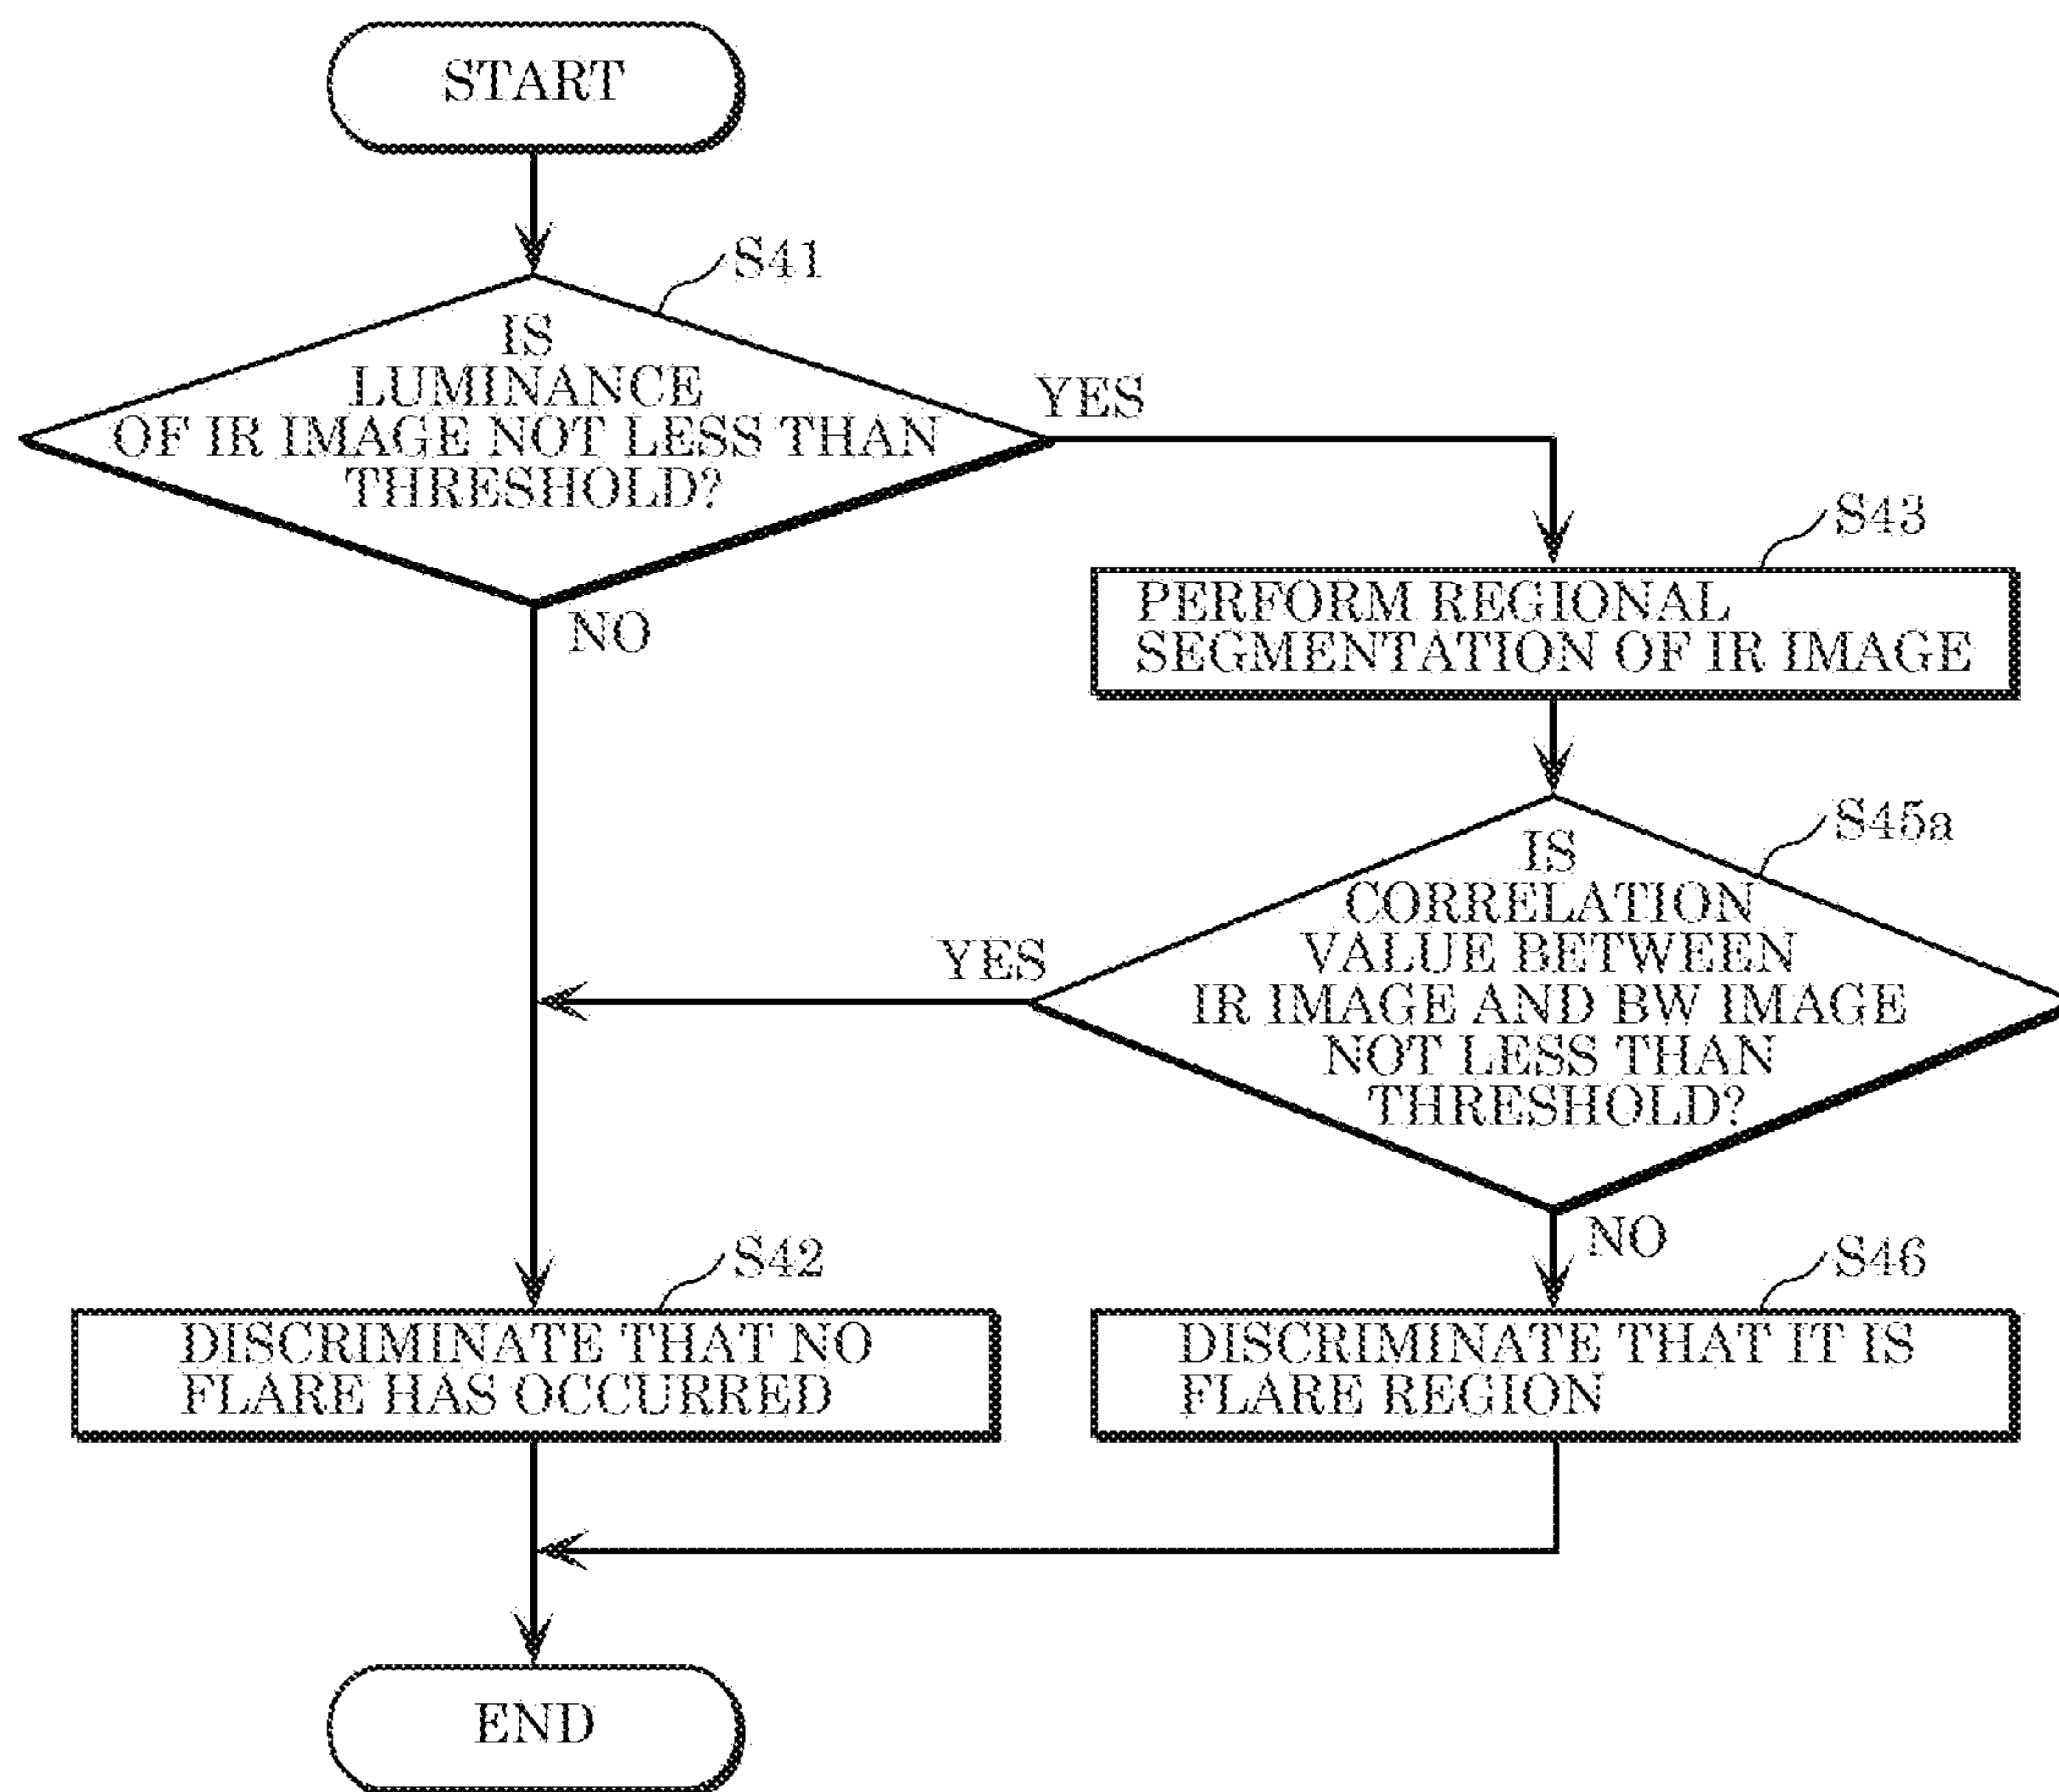 START
S41
IS
LUMINANCE
OF IR IMAGE NOT LESS THAN
THRESHOLD?
YES
NO
S43
PERFORM REGIONAL
SEGMENTATION OF IR IMAGE
S45a
IS
CORRELATION
VALUE BETWEEN
IR IMAGE AND BW IMAGE
NOT LESS THAN
THRESHOLD?
YES
NO
S42
DISCRIMINATE THAT NO
FLARE HAS OCCURRED
S46
DISCRIMINATE THAT IT IS
FLARE REGION
END